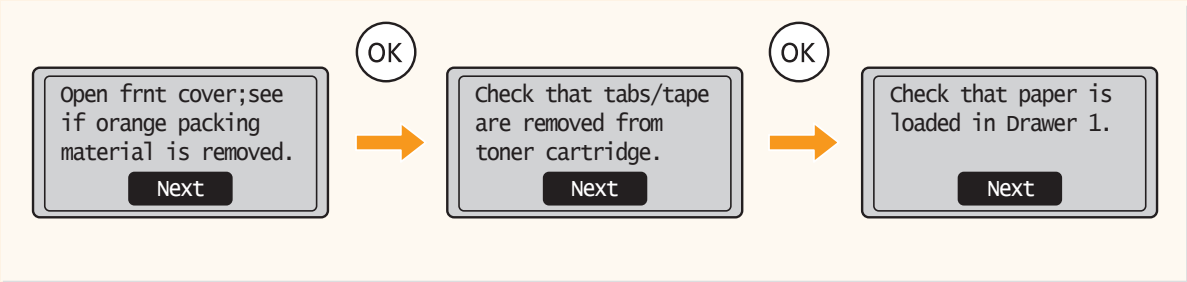 OK
OK
Open frnt cover;see
if orange packing
material is removed.
Next
Check that tabs/tape
are removed from
toner cartridge.
Next
Check that paper is
loaded in Drawer 1.
Next